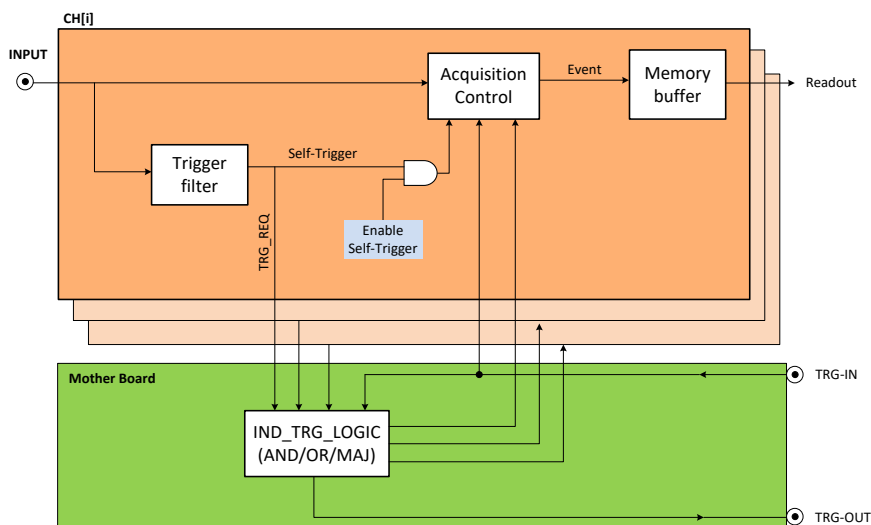 CH[i]
INPUT
Acquisition
Control
Event
Memory
buffer
Readout
Trigger
filter
Self-Trigger
Enable
Self-Trigger
TRG_REQ
Mother Board
TRG-IN
IND_TRG_LOGIC
(AND/OR/MAJ)
TRG-OUT